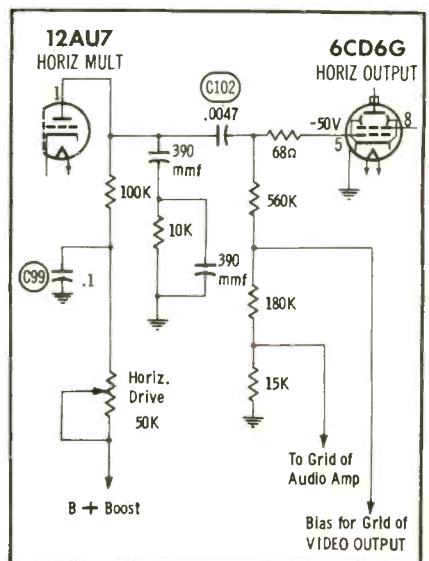 12AU7
HORIZ MULT
1
C102
.0047
6CD6G
HORIZ OUTPUT
-50V
8
5
68Ω
390
mmf
100K
560K
10K
390
mmf
C99
.1
180K
Horiz.
Drive
50K
15K
B + Boost
To Grid of
Audio Amp
Bias for Grid of
VIDEO OUTPUT